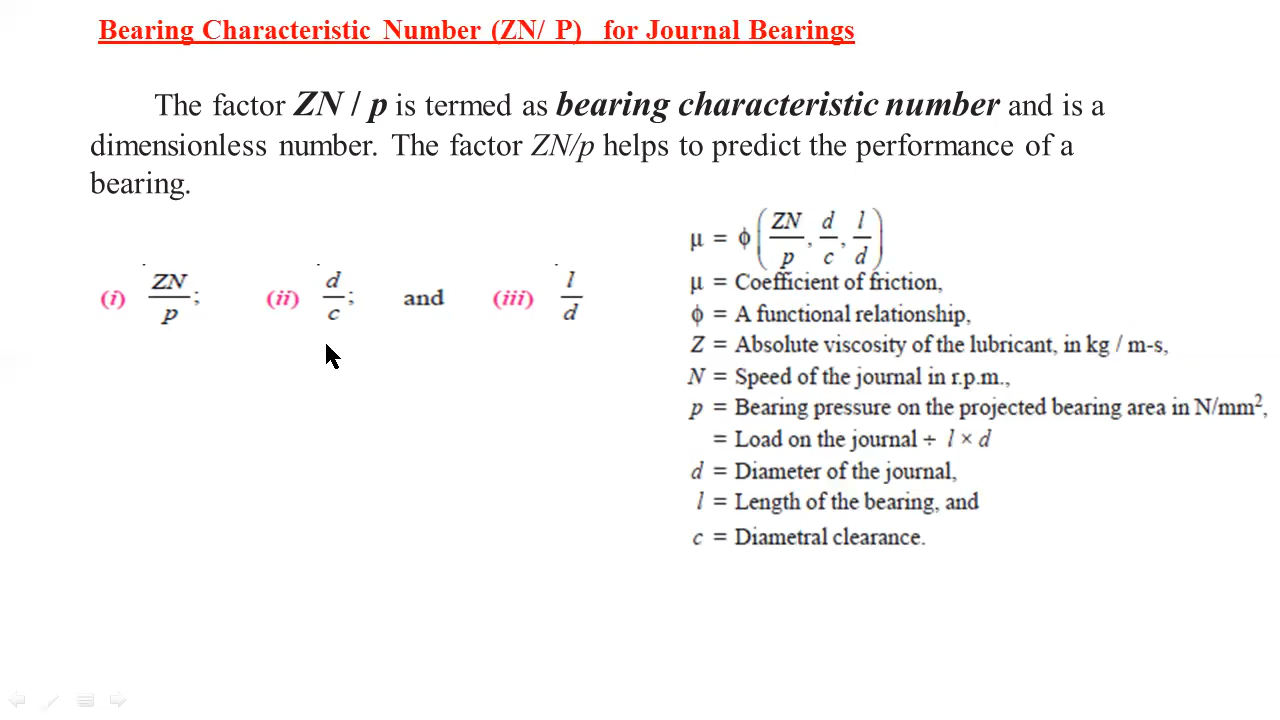 Bearing Characteristic Number (ZN/ P) for Journal Bearings
The factor ZN / p is termed as bearing characteristic number and is a
dimensionless number. The factor ZN/p helps to predict the performance of a
bearing.
(i) ZN/p; (ii) d/c; and (iii) l/d
μ = ϕ(ZN/p, d/c, l/d)
μ = Coefficient of friction,
ϕ = A functional relationship,
Z = Absolute viscosity of the lubricant, in kg / m-s,
N = Speed of the journal in r.p.m.,
p = Bearing pressure on the projected bearing area in N/mm²,
= Load on the journal ÷ l × d
d = Diameter of the journal,
l = Length of the bearing, and
c = Diametral clearance.